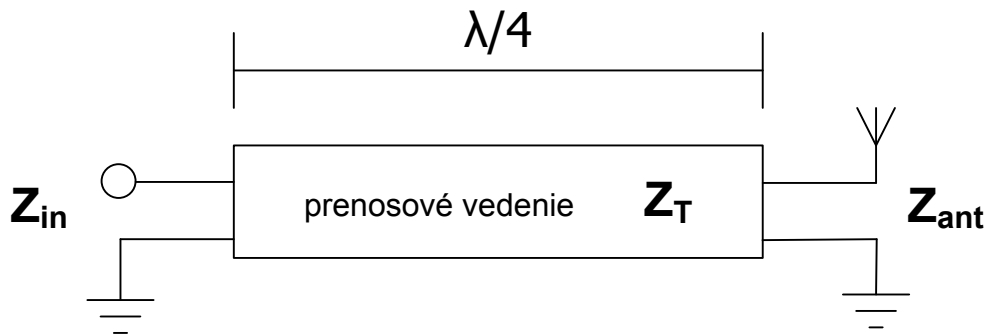 λ/4
Z_in
prenosové vedenie Z_T
Z_ant